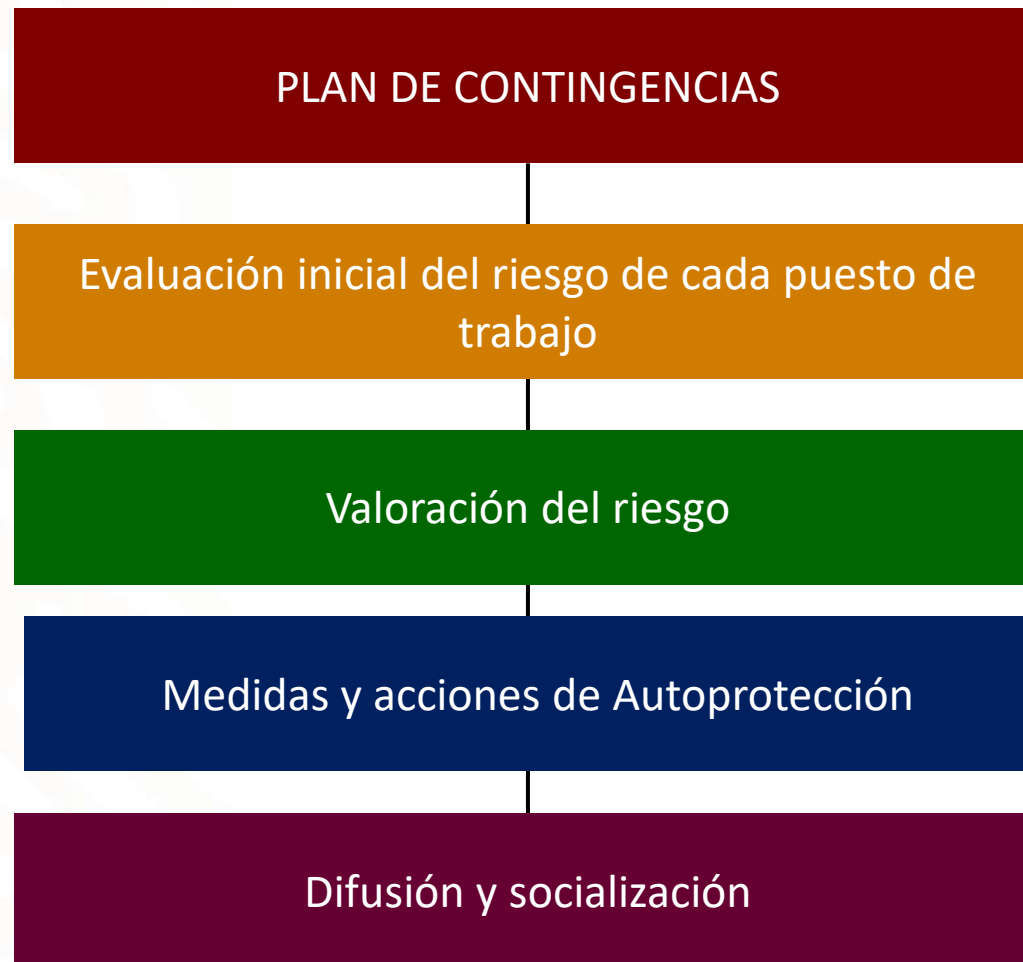 PLAN DE CONTINGENCIAS
Evaluación inicial del riesgo de cada puesto de
trabajo
Valoración del riesgo
Medidas y acciones de Autoprotección
Difusión y socialización